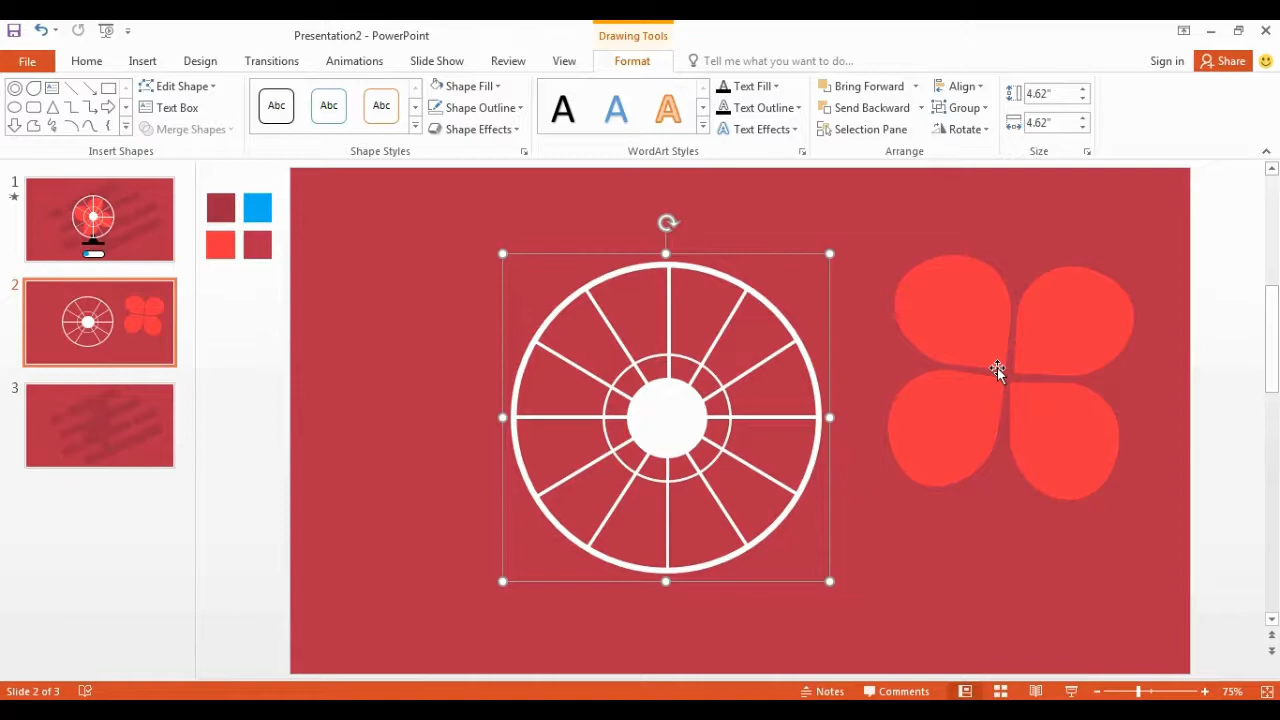 Presentation2 - PowerPoint
Drawing Tools
File
Home
Insert
Design
Transitions
Animations
Slide Show
Review
View
Format
Tell me what you want to do...
Sign in
Share
Edit Shape
Text Box
Merge Shapes
Insert Shapes
Abc
Abc
Abc
Shape Fill
Shape Outline
Shape Effects
Shape Styles
A
A
A
Text Fill
Text Outline
Text Effects
WordArt Styles
Bring Forward
Send Backward
Selection Pane
Align
Group
Rotate
Arrange
4.62"
4.62"
Size
1
2
3
Slide 2 of 3
Notes
Comments
75%